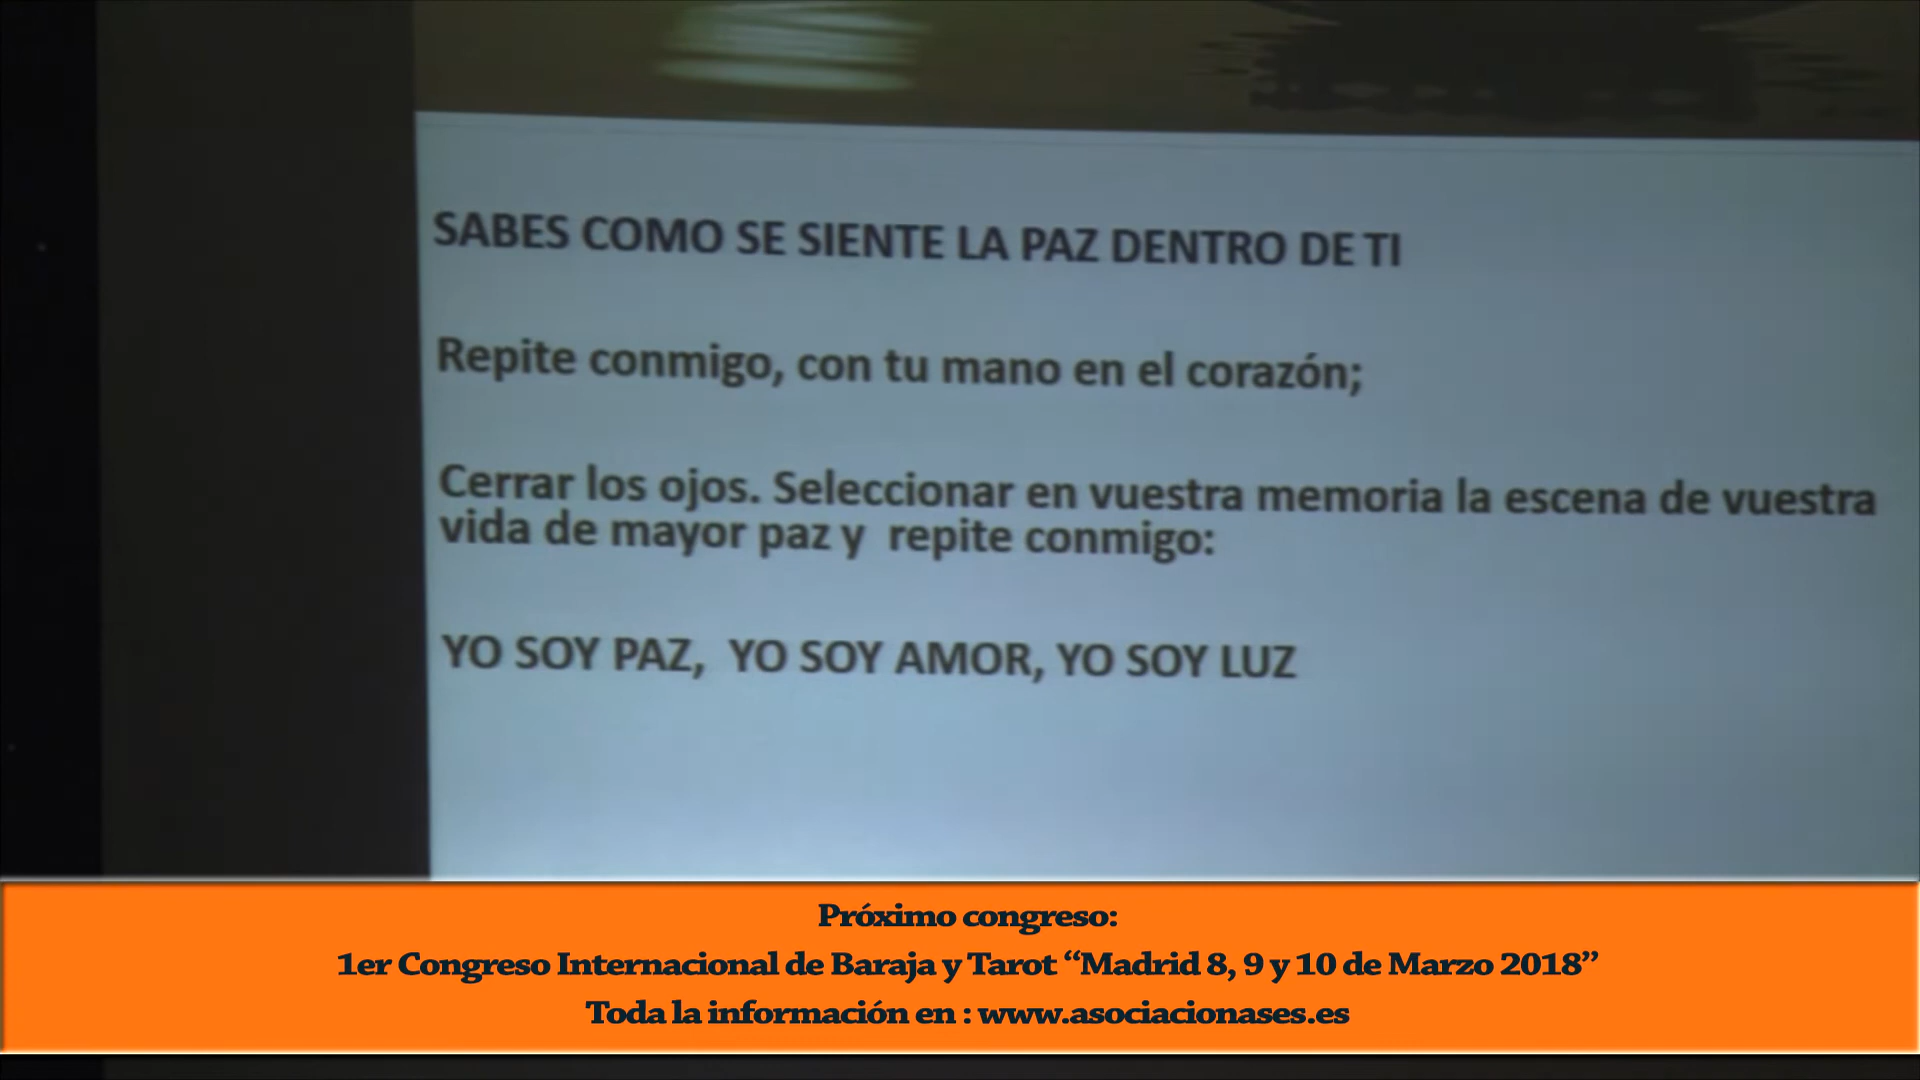 SABES COMO SE SIENTE LA PAZ DENTRO DE TI
Repite conmigo, con tu mano en el corazón;
Cerrar los ojos. Seleccionar en vuestra memoria la escena de vuestra
vida de mayor paz y repite conmigo:
YO SOY PAZ, YO SOY AMOR, YO SOY LUZ
Próximo congreso:
1er Congreso Internacional de Baraja y Tarot “Madrid 8, 9 y 10 de Marzo 2018”
Toda la información en : www.asociacionases.es